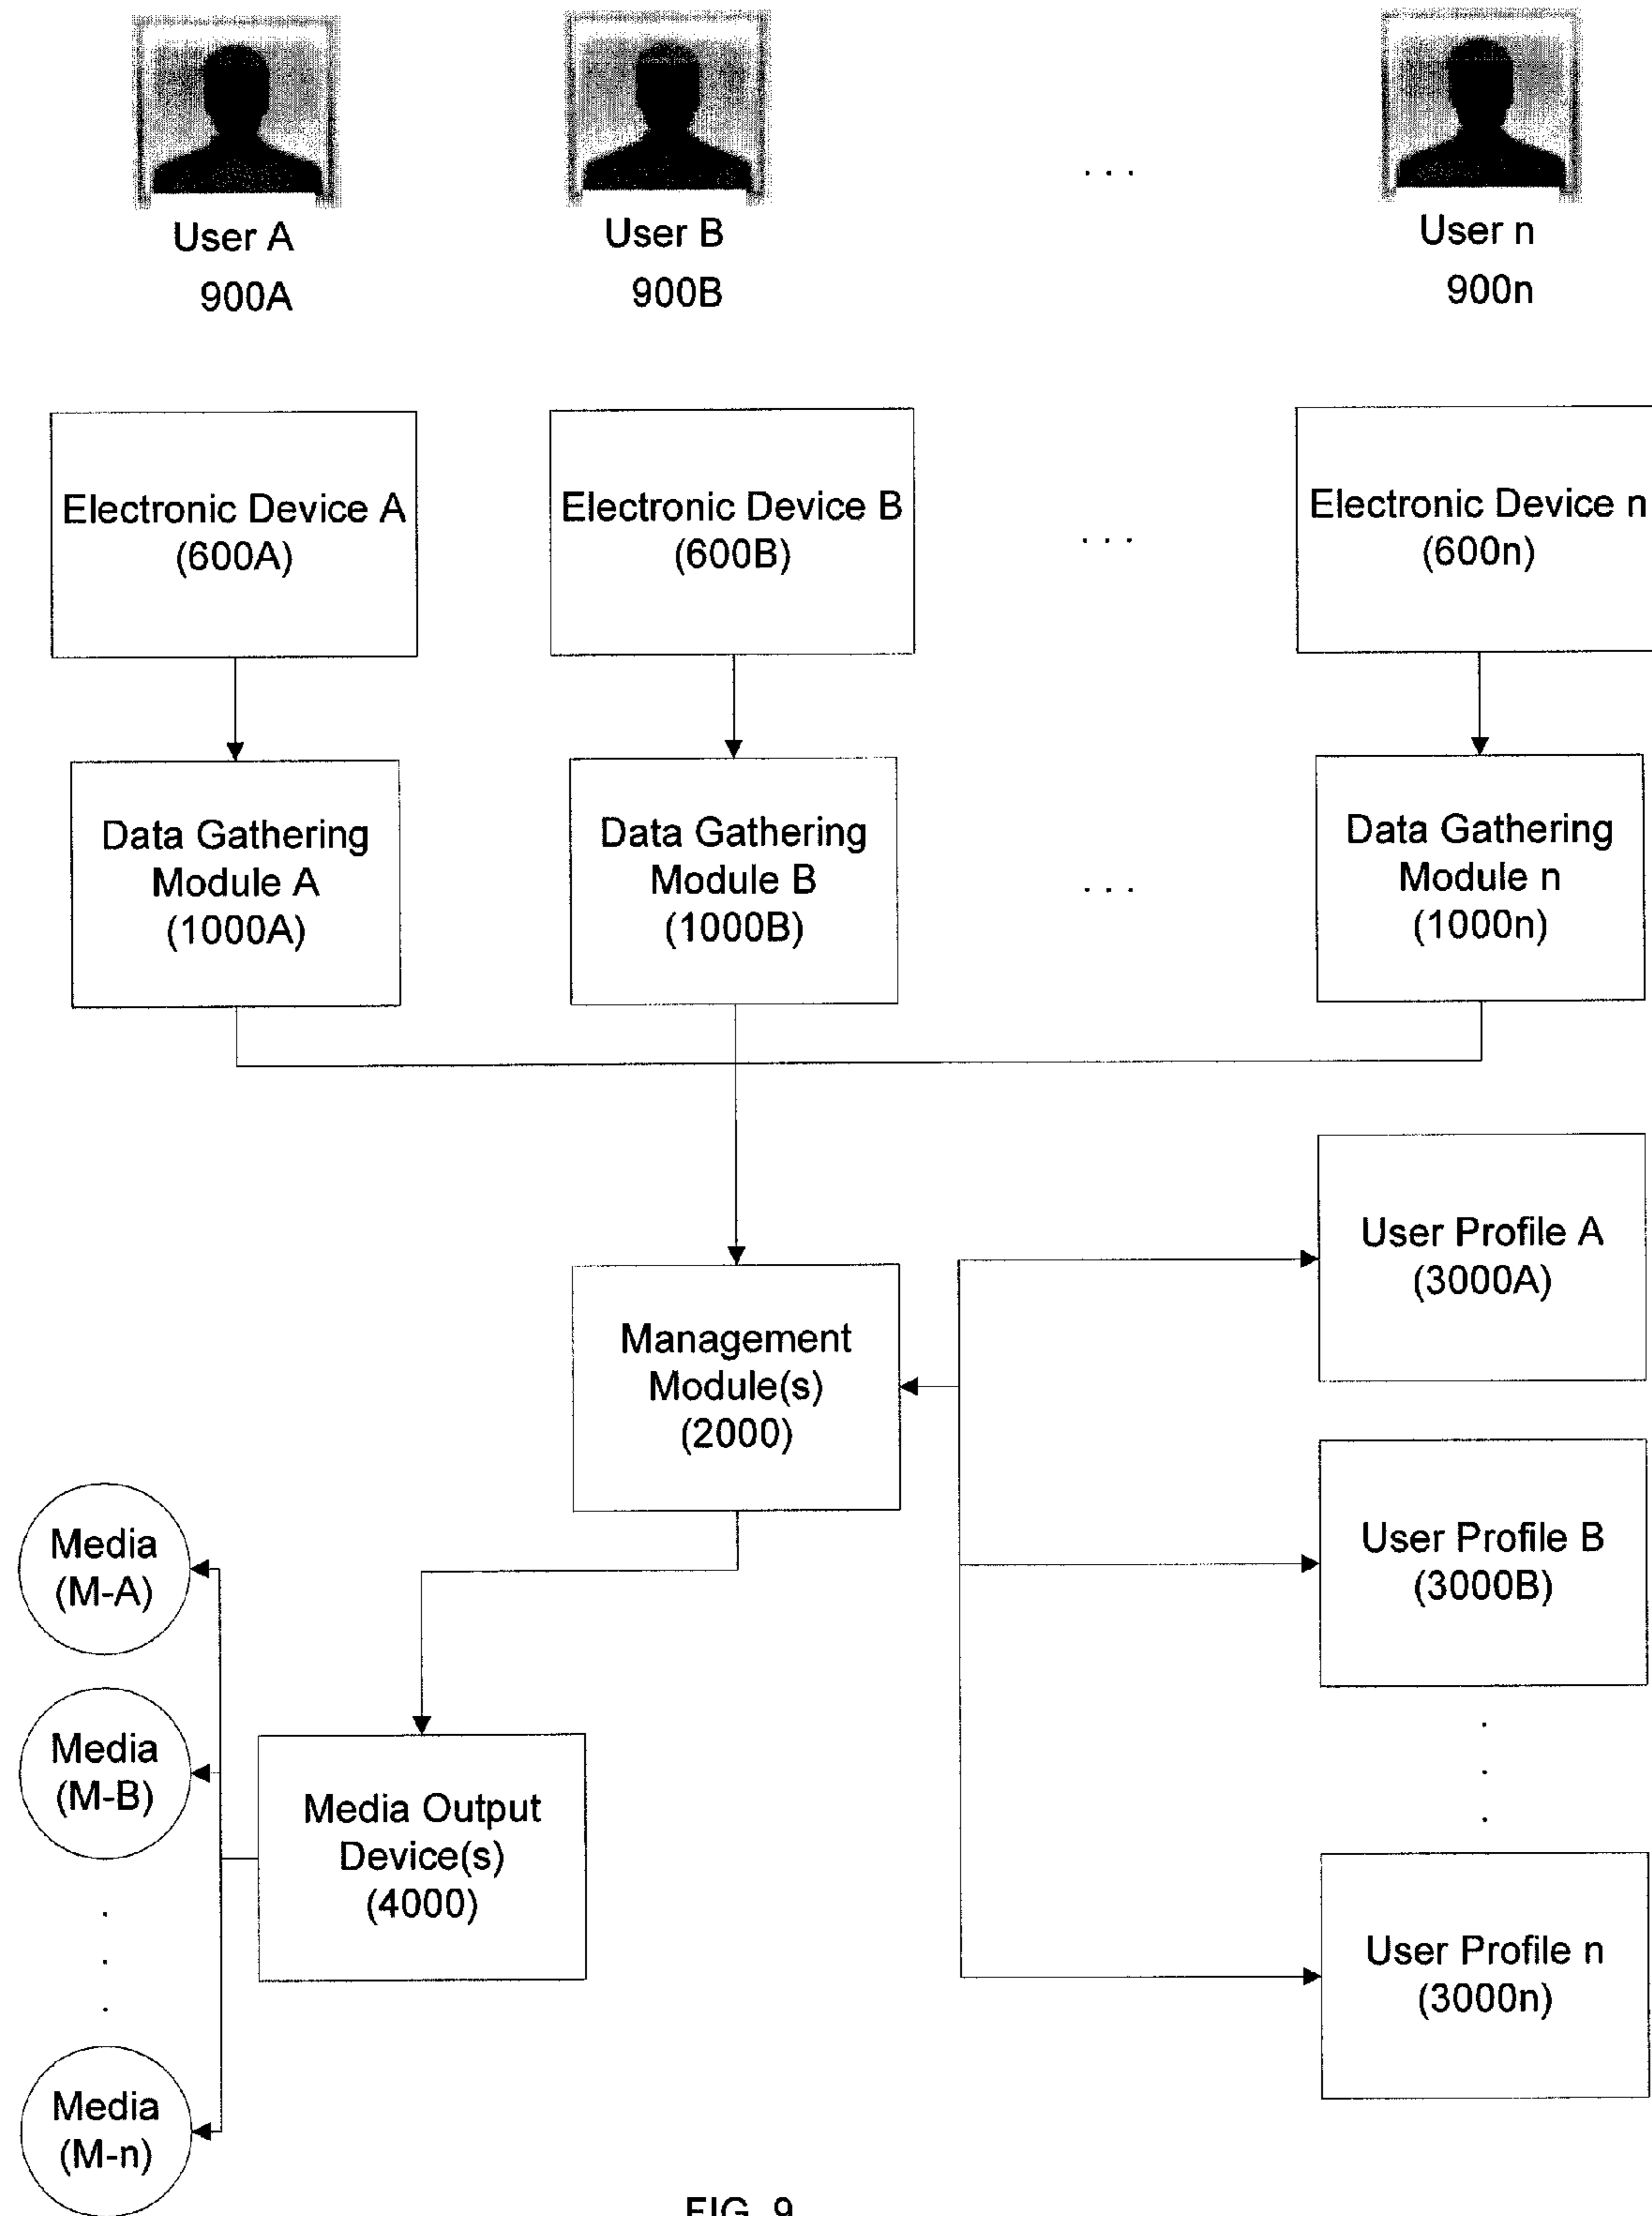 User A
900A
User B
900B
. . .
User n
900n
Electronic Device A
(600A)
Electronic Device B
(600B)
. . .
Electronic Device n
(600n)
Data Gathering
Module A
(1000A)
Data Gathering
Module B
(1000B)
. . .
Data Gathering
Module n
(1000n)
Management
Module(s)
(2000)
User Profile A
(3000A)
User Profile B
(3000B)
.
.
.
User Profile n
(3000n)
Media
(M-A)
Media
(M-B)
.
.
.
Media
(M-n)
Media Output
Device(s)
(4000)
FIG. 9